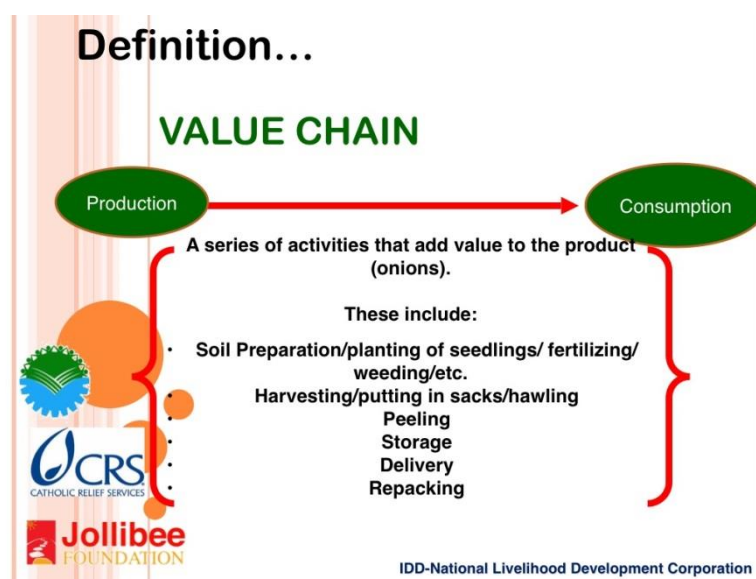 Definition...
VALUE CHAIN
Production
Consumption
A series of activities that add value to the product
(onions).
These include:
• Soil Preparation/planting of seedlings/ fertilizing/
weeding/etc.
• Harvesting/putting in sacks/hawling
• Peeling
• Storage
• Delivery
• Repacking
CRS
CATHOLIC RELIEF SERVICES
Jollibee
FOUNDATION
IDD-National Livelihood Development Corporation